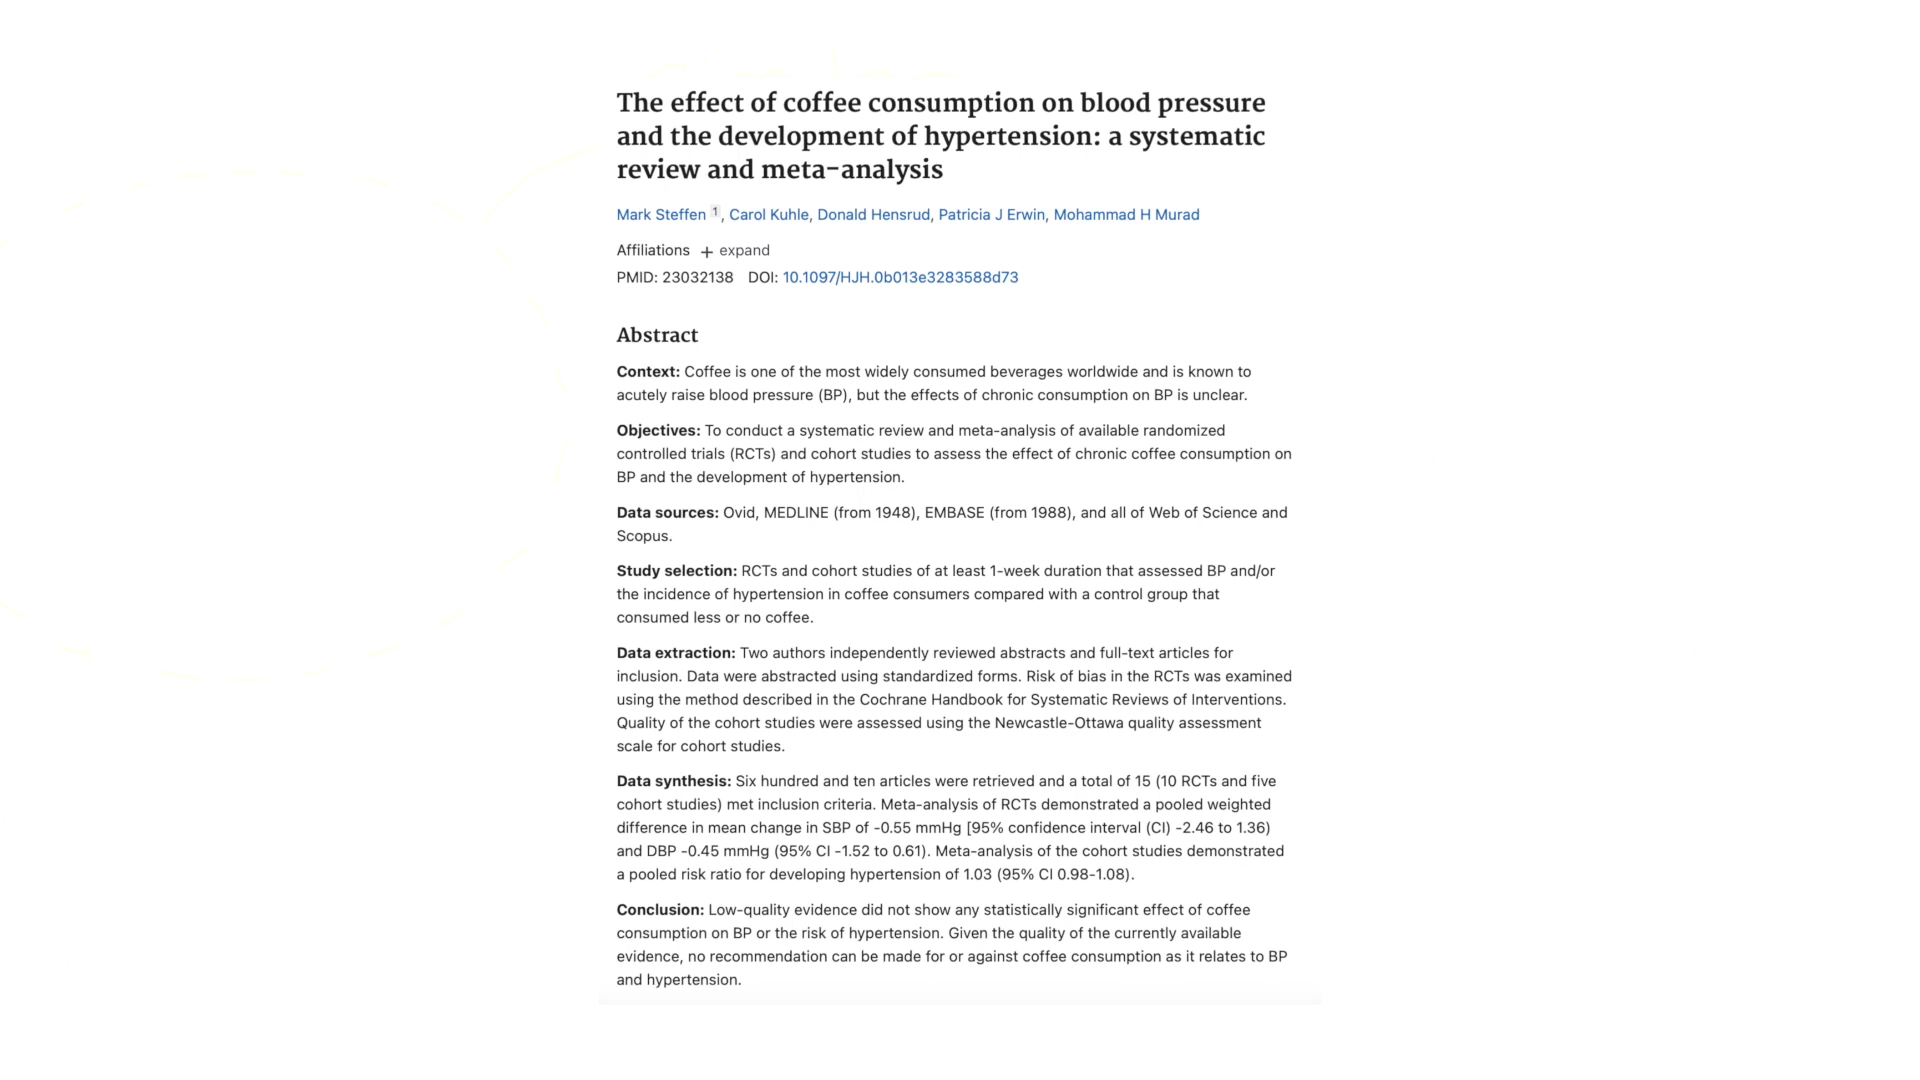 The effect of coffee consumption on blood pressure
and the development of hypertension: a systematic
review and meta-analysis
Mark Steffen 1, Carol Kuhle, Donald Hensrud, Patricia J Erwin, Mohammad H Murad
Affiliations + expand
PMID: 23032138 DOI: 10.1097/HJH.0b013e3283588d73
Abstract
Context: Coffee is one of the most widely consumed beverages worldwide and is known to
acutely raise blood pressure (BP), but the effects of chronic consumption on BP is unclear.
Objectives: To conduct a systematic review and meta-analysis of available randomized
controlled trials (RCTs) and cohort studies to assess the effect of chronic coffee consumption on
BP and the development of hypertension.
Data sources: Ovid, MEDLINE (from 1948), EMBASE (from 1988), and all of Web of Science and
Scopus.
Study selection: RCTs and cohort studies of at least 1-week duration that assessed BP and/or
the incidence of hypertension in coffee consumers compared with a control group that
consumed less or no coffee.
Data extraction: Two authors independently reviewed abstracts and full-text articles for
inclusion. Data were abstracted using standardized forms. Risk of bias in the RCTs was examined
using the method described in the Cochrane Handbook for Systematic Reviews of Interventions.
Quality of the cohort studies were assessed using the Newcastle-Ottawa quality assessment
scale for cohort studies.
Data synthesis: Six hundred and ten articles were retrieved and a total of 15 (10 RCTs and five
cohort studies) met inclusion criteria. Meta-analysis of RCTs demonstrated a pooled weighted
difference in mean change in SBP of -0.55 mmHg [95% confidence interval (CI) -2.46 to 1.36)
and DBP -0.45 mmHg (95% CI -1.52 to 0.61). Meta-analysis of the cohort studies demonstrated
a pooled risk ratio for developing hypertension of 1.03 (95% CI 0.98-1.08).
Conclusion: Low-quality evidence did not show any statistically significant effect of coffee
consumption on BP or the risk of hypertension. Given the quality of the currently available
evidence, no recommendation can be made for or against coffee consumption as it relates to BP
and hypertension.